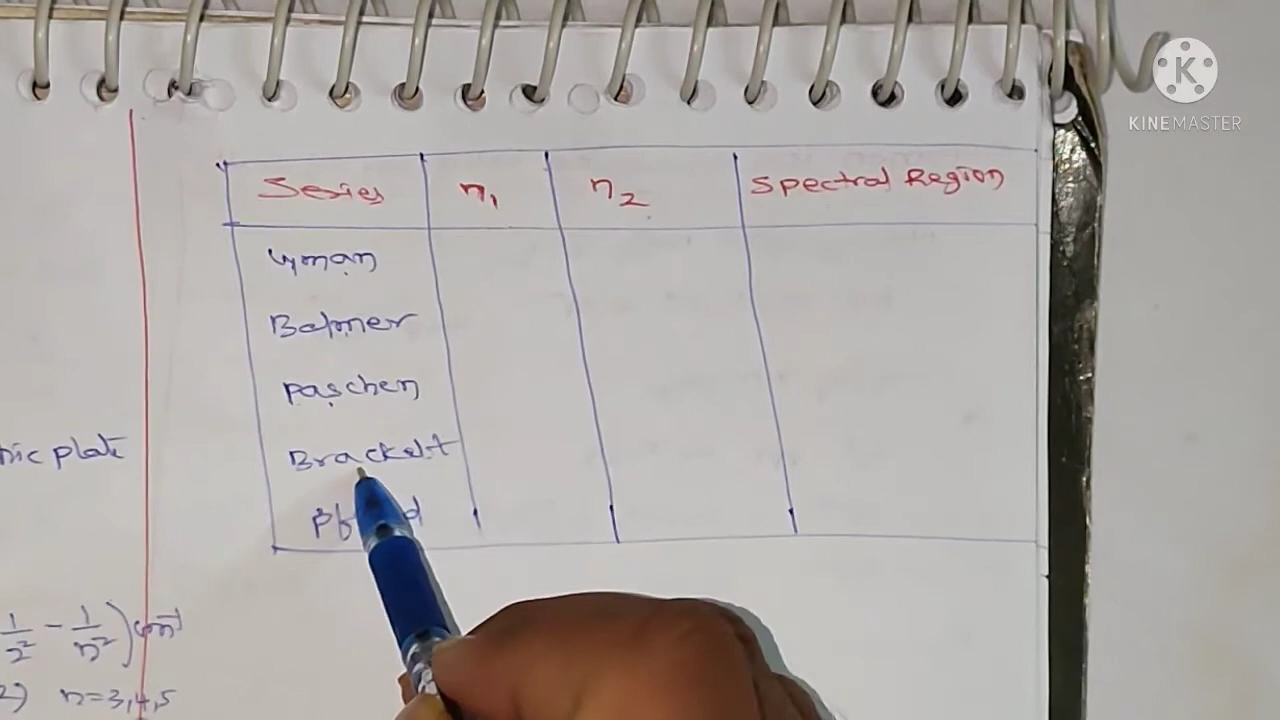 KINEMASTER
Series n₁ n₂ Spectral Region
Lyman
Balmer
Paschen
Brackett
nic plate
1/2² - 1/n²) cm⁻¹
2) n=3,4,5